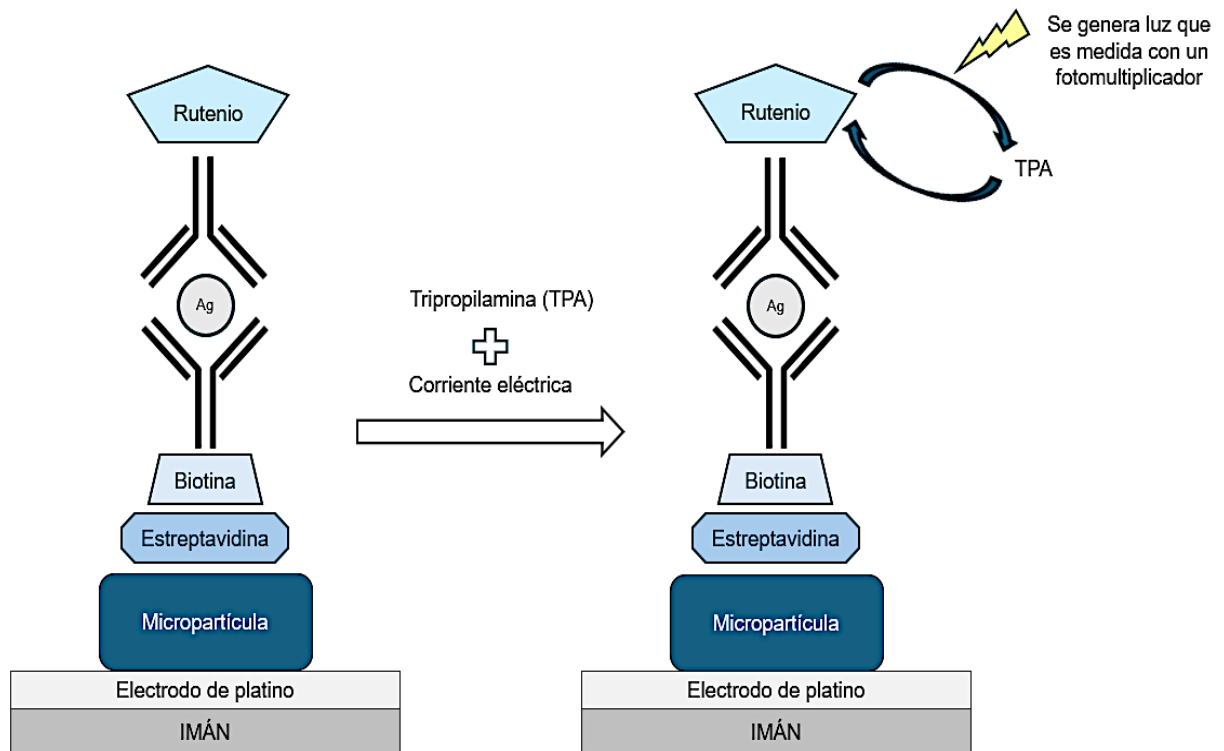 Rutenio
Ag
Biotina
Estreptavidina
Micropartícula
Electrodo de platino
IMÁN
Tripropilamina (TPA)
Corriente eléctrica
Se genera luz que
es medida con un
fotomultiplicador
Rutenio
TPA
Ag
Biotina
Estreptavidina
Micropartícula
Electrodo de platino
IMÁN